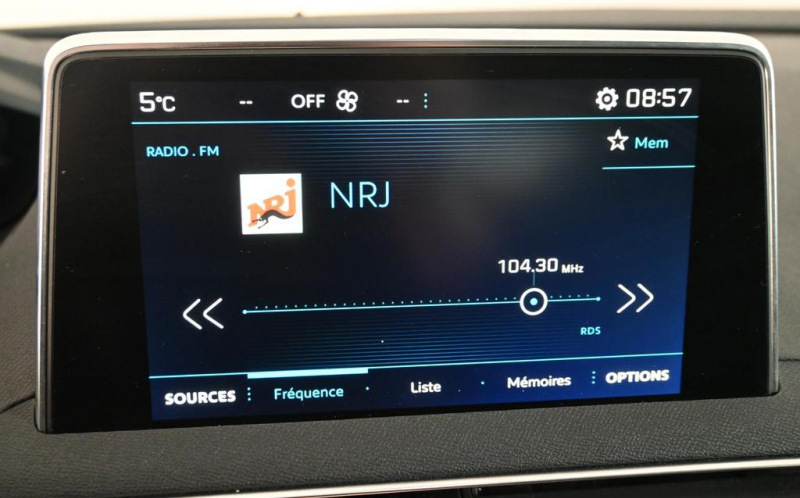 5°C -- OFF -- 08:57
RADIO . FM
Mem
NRJ
NRJ
104.30 MHz
RDS
SOURCES Fréquence Liste Mémoires OPTIONS